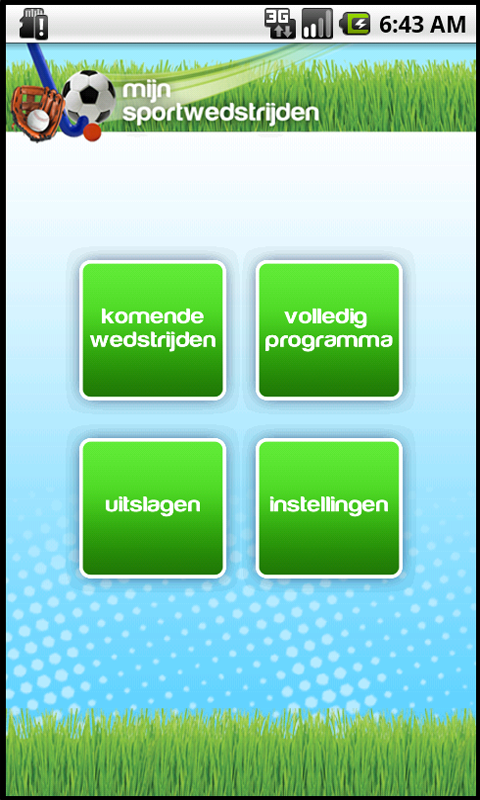 3G
6:43 AM
mijn
sportwedstrijden
komende
wedstrijden
volledig
programma
uitslagen
instellingen